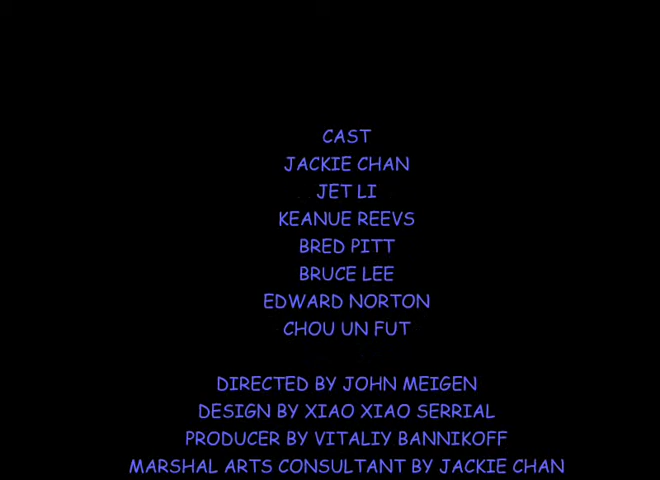 CAST
JACKIE CHAN
JET LI
KEANUE REEVS
BRED PITT
BRUCE LEE
EDWARD NORTON
CHOU UN FUT
DIRECTED BY JOHN MEIGEN
DESIGN BY XIAO XIAO SERRIAL
PRODUCER BY VITALIY BANNIKOFF
MARSHAL ARTS CONSULTANT BY JACKIE CHAN